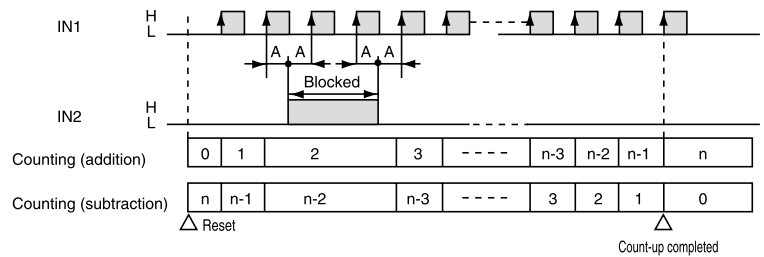 IN1 H
L
A A A A
Blocked
IN2 H
L
Counting (addition) 0 1 2 3 n-3 n-2 n-1 n
Counting (subtraction) n n-1 n-2 n-3 3 2 1 0
Reset
Count-up completed